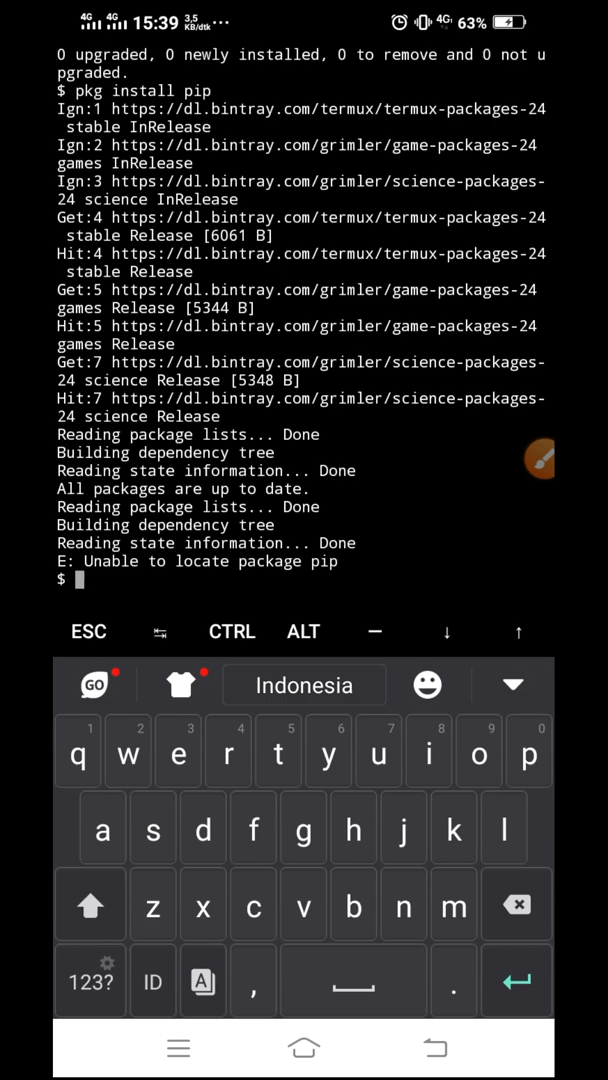 4G 4G 15:39 3,5 KB/dtk ... 4G 63%
0 upgraded, 0 newly installed, 0 to remove and 0 not u
pgraded.
$ pkg install pip
Ign:1 https://dl.bintray.com/termux/termux-packages-24
 stable InRelease
Ign:2 https://dl.bintray.com/grimler/game-packages-24
games InRelease
Ign:3 https://dl.bintray.com/grimler/science-packages-
24 science InRelease
Get:4 https://dl.bintray.com/termux/termux-packages-24
 stable Release [6061 B]
Hit:4 https://dl.bintray.com/termux/termux-packages-24
 stable Release
Get:5 https://dl.bintray.com/grimler/game-packages-24
games Release [5344 B]
Hit:5 https://dl.bintray.com/grimler/game-packages-24
games Release
Get:7 https://dl.bintray.com/grimler/science-packages-
24 science Release [5348 B]
Hit:7 https://dl.bintray.com/grimler/science-packages-
24 science Release
Reading package lists... Done
Building dependency tree
Reading state information... Done
All packages are up to date.
Reading package lists... Done
Building dependency tree
Reading state information... Done
E: Unable to locate package pip
$
ESC CTRL ALT — ↓ ↑
GO Indonesia
1 2 3 4 5 6 7 8 9 0
q w e r t y u i o p
a s d f g h j k l
z x c v b n m
123? ID A , .